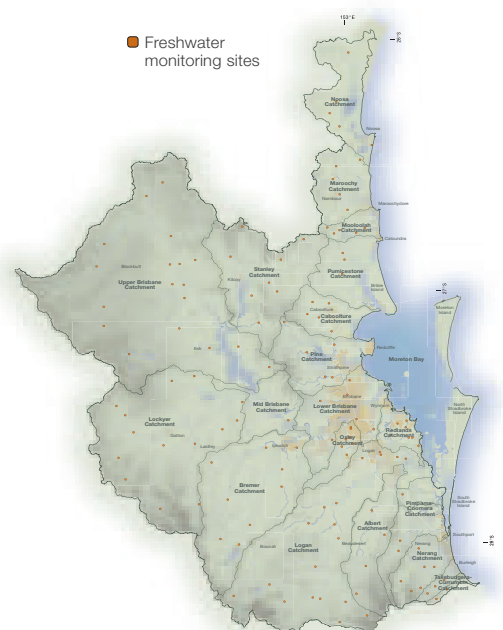 153°E
26°S
Freshwater
monitoring sites
Noosa
Catchment
Noosa
Maroochy
Catchment
Nambour
Maroochydore
Mooloolah
Catchment
Caloundra
Stanley
Catchment
Kilcoy
Pumicestone
Catchment
Blackbutt
Upper Brisbane
Catchment
Bribie
Island
27°S
Moreton
Island
Caboolture
Caboolture
Catchment
Esk
Pine
Catchment
Redcliffe
Moreton Bay
Strathpine
Brisbane
Mid Brisbane
Catchment
Lower Brisbane
Catchment
North
Stradbroke
Island
Lockyer
Catchment
Gatton
Laidley
Oxley
Catchment
Redlands
Catchment
Logan
Bremer
Catchment
Pimpama-
Coomera
Catchment
South
Stradbroke
Island
Albert
Catchment
Logan
Catchment
Boonah
Beaudesert
Southport
Nerang
Nerang
Catchment
28°S
Burleigh
Tallebudgera-
Currumbin
Catchment